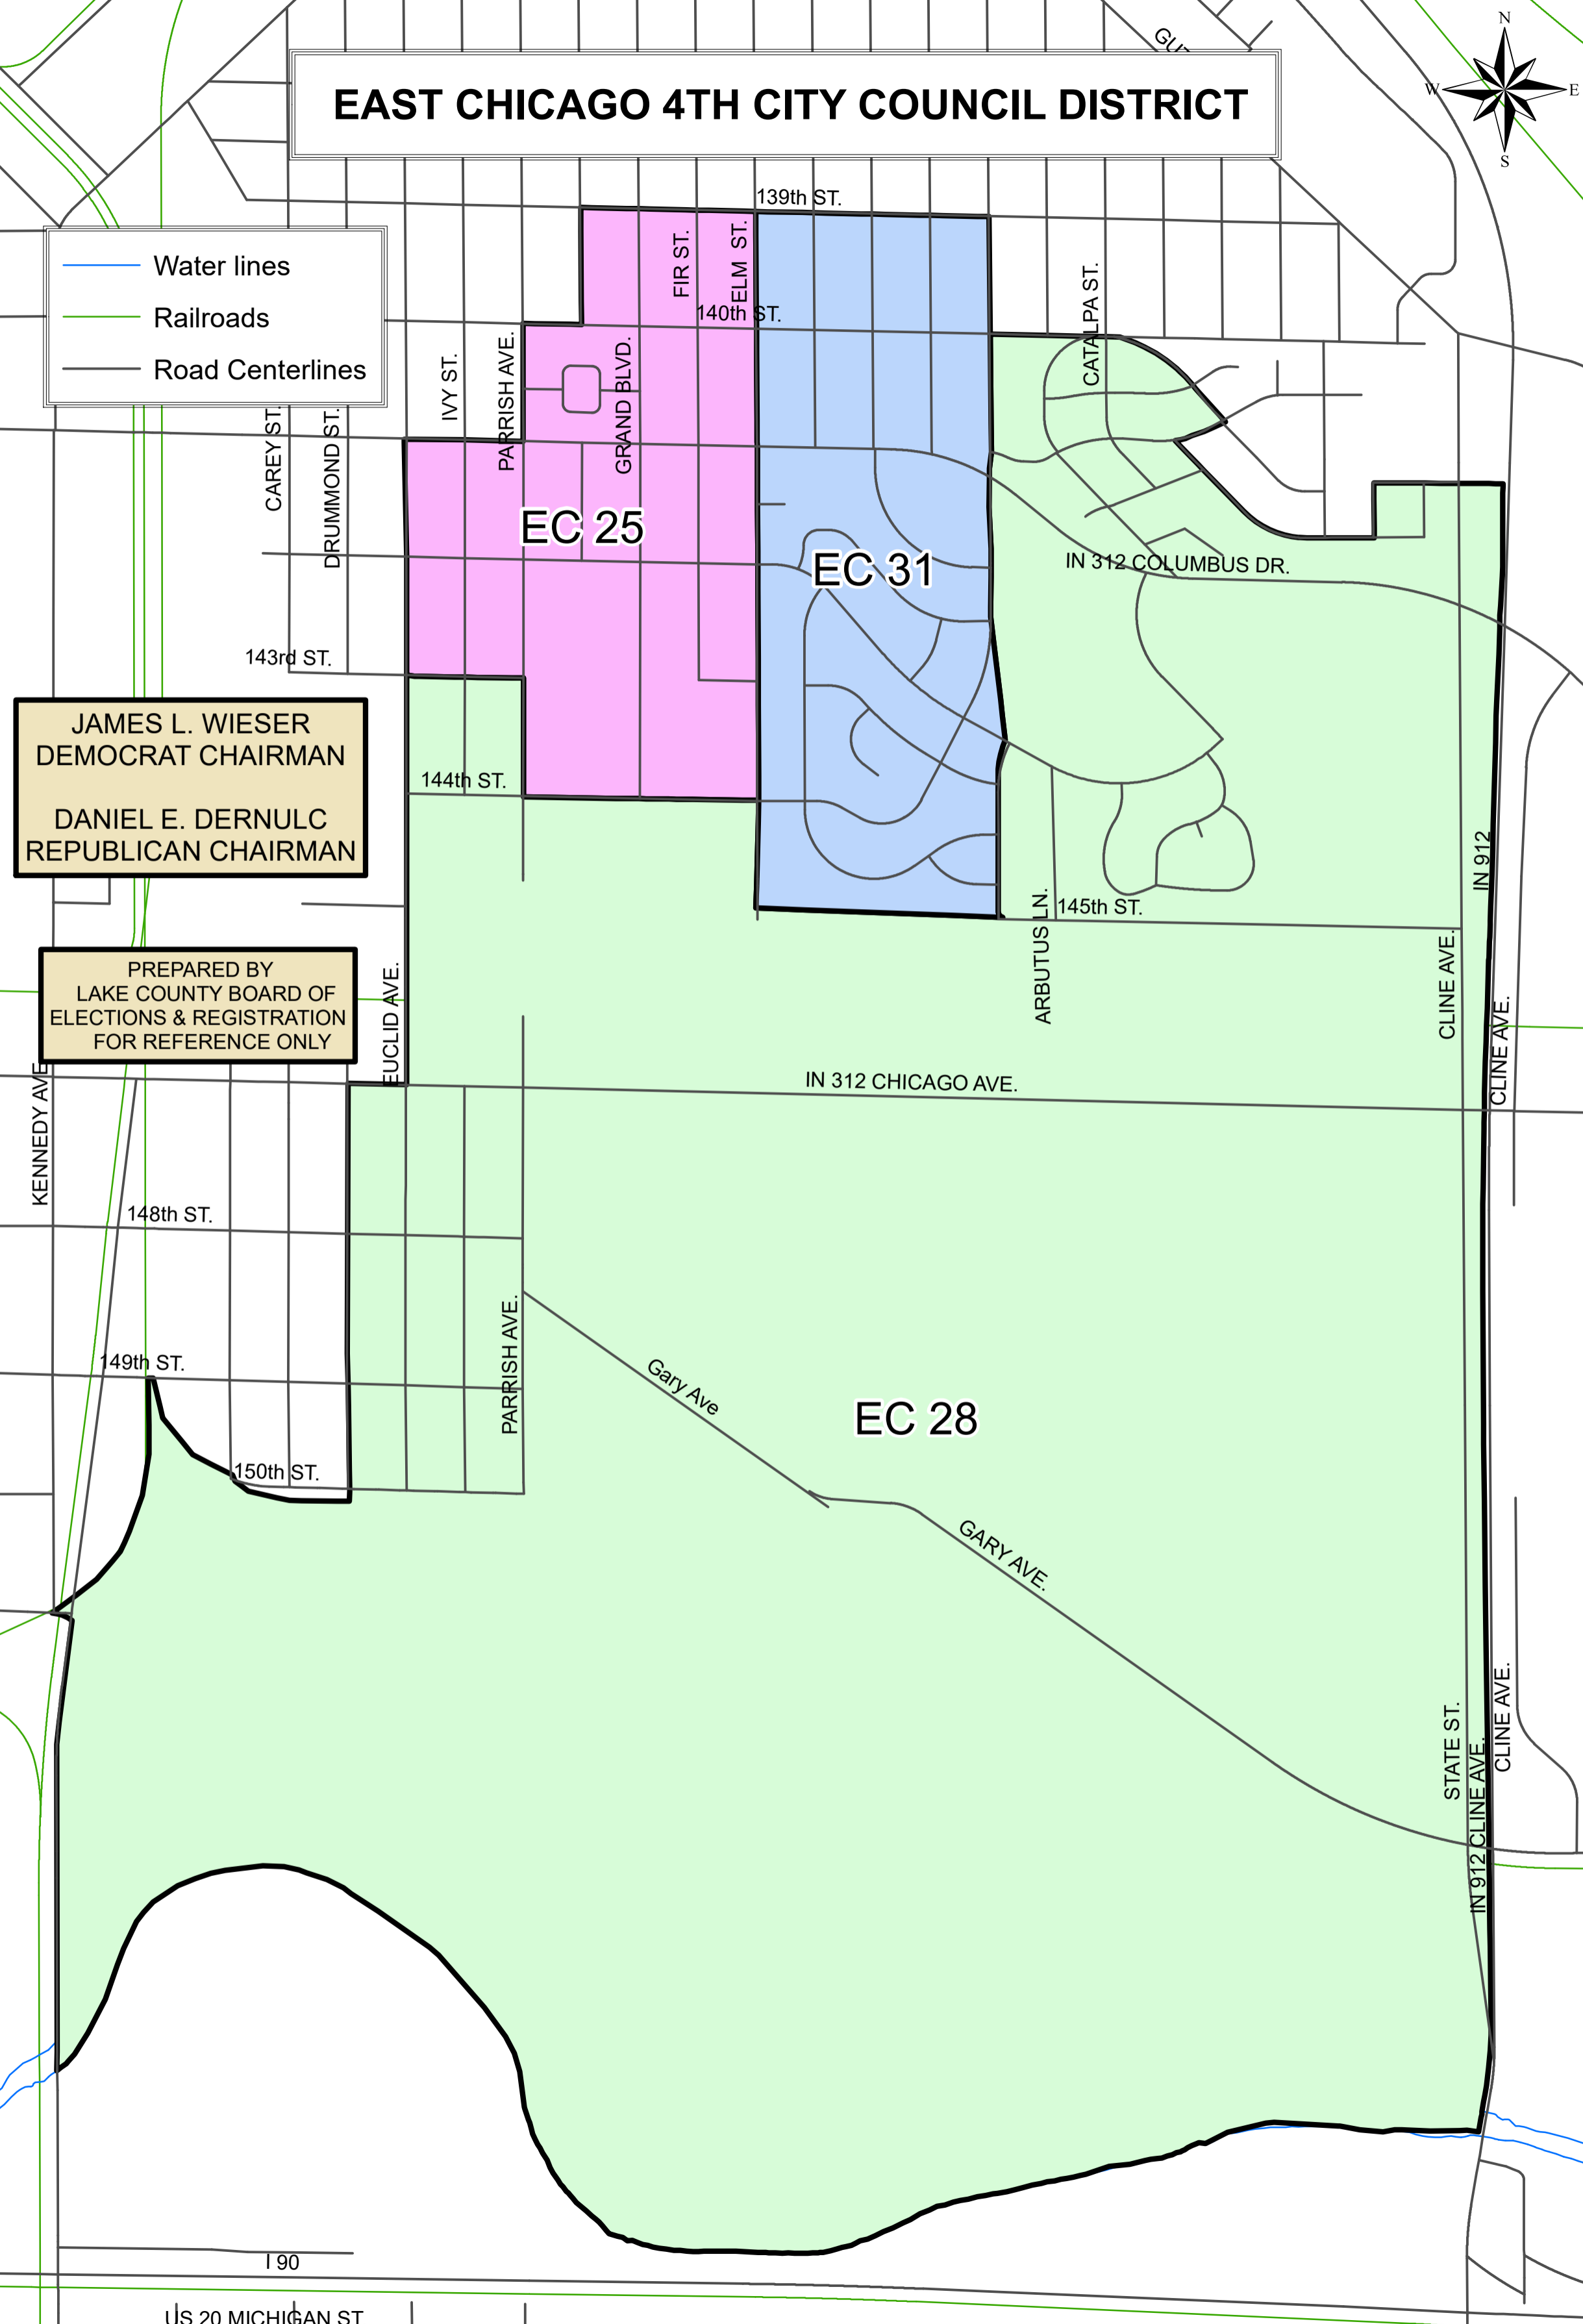 N
W E
S
EAST CHICAGO 4TH CITY COUNCIL DISTRICT
139th ST.
Water lines
Railroads
Road Centerlines
FIR ST.
ELM ST.
140th ST.
CATALPA ST.
IVY ST.
PARRISH AVE.
GRAND BLVD.
CAREY ST.
DRUMMOND ST.
EC 25
EC 31
IN 312 COLUMBUS DR.
143rd ST.
JAMES L. WIESER
DEMOCRAT CHAIRMAN
DANIEL E. DERNULC
REPUBLICAN CHAIRMAN
144th ST.
IN 912
145th ST.
ARBUTUS LN.
CLINE AVE.
CLINE AVE.
PREPARED BY
LAKE COUNTY BOARD OF
ELECTIONS & REGISTRATION
FOR REFERENCE ONLY
EUCLID AVE.
IN 312 CHICAGO AVE.
KENNEDY AVE
148th ST.
149th ST.
PARRISH AVE.
Gary Ave
EC 28
150th ST.
GARY AVE.
STATE ST.
CLINE AVE.
IN 912 CLINE AVE.
I 90
US 20 MICHIGAN ST